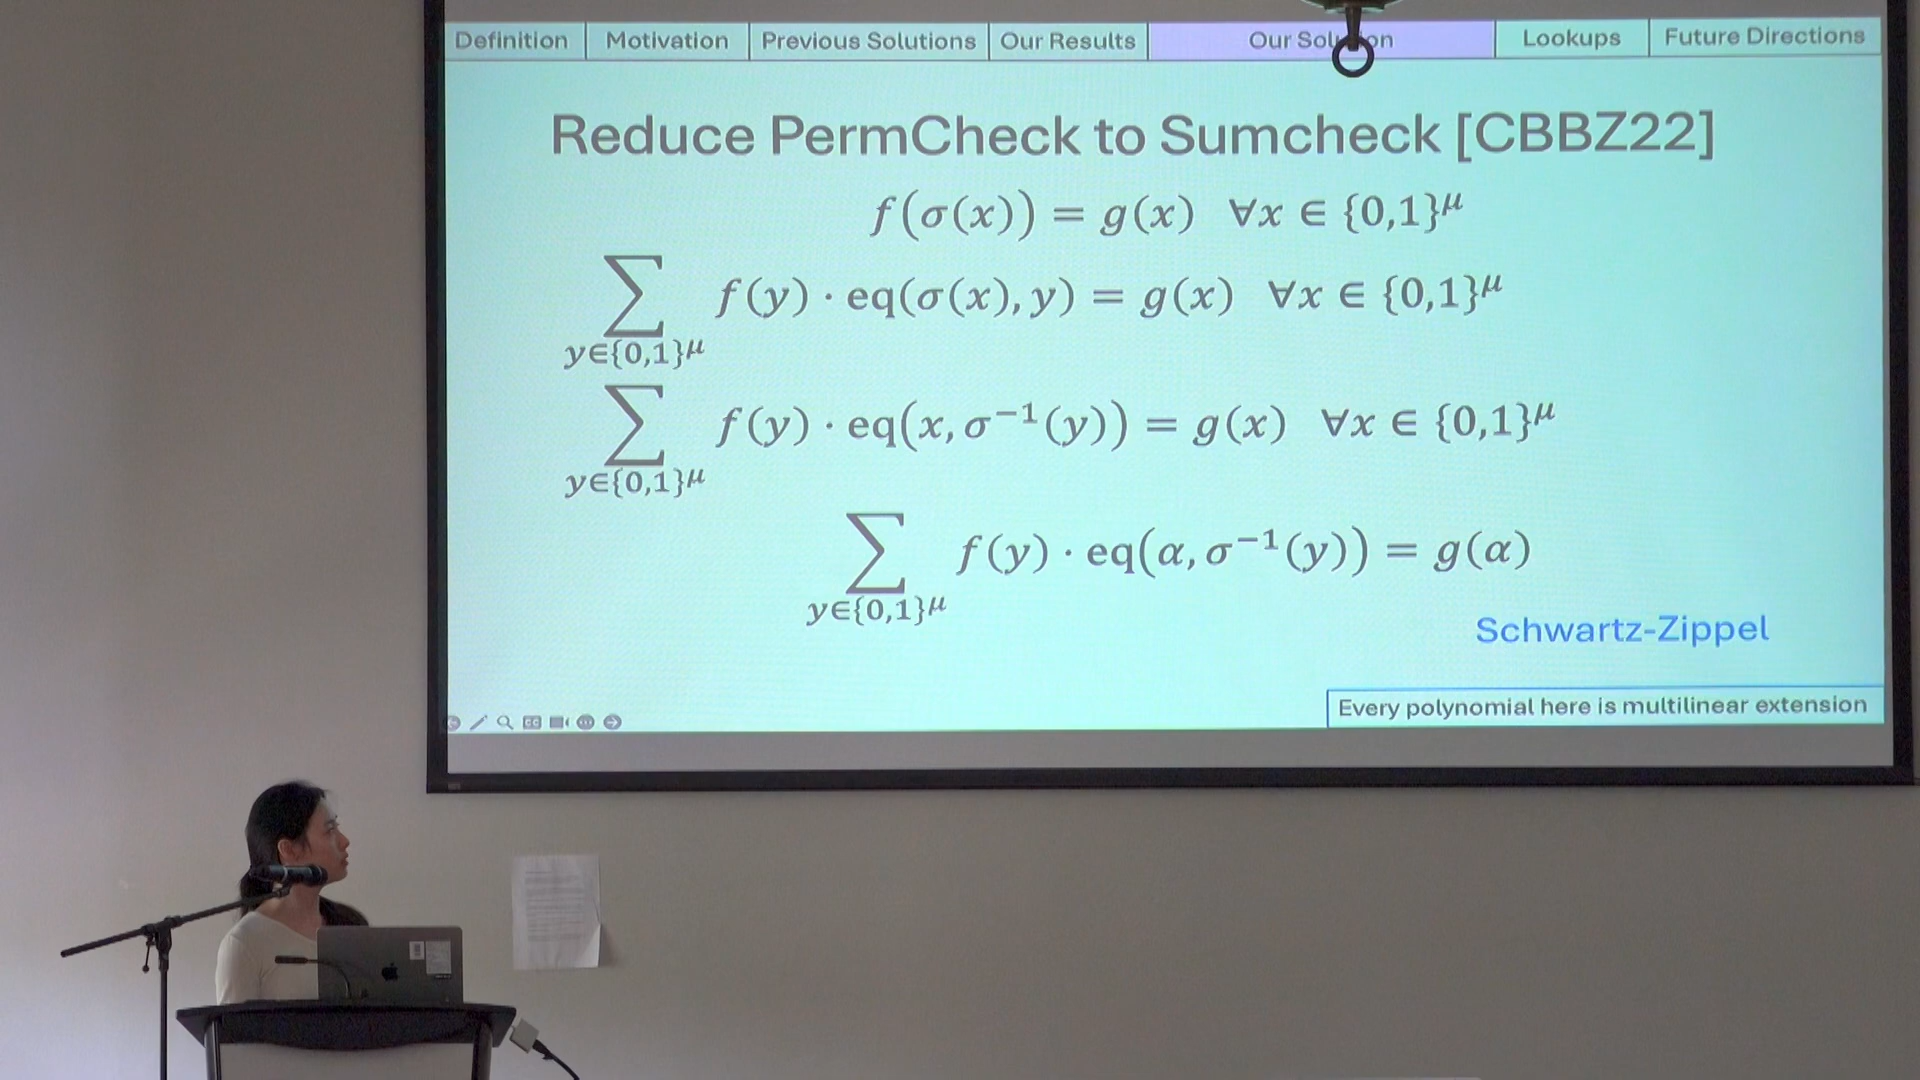 Definition
Motivation
Previous Solutions
Our Results
Our Sol on
Lookups
Future Directions
Reduce PermCheck to Sumcheck [CBBZ22]
f(σ(x)) = g(x) ∀x ∈ {0,1}^μ
∑_{y∈{0,1}^μ} f(y) · eq(σ(x), y) = g(x) ∀x ∈ {0,1}^μ
∑_{y∈{0,1}^μ} f(y) · eq(x, σ⁻¹(y)) = g(x) ∀x ∈ {0,1}^μ
∑_{y∈{0,1}^μ} f(y) · eq(α, σ⁻¹(y)) = g(α)
Schwartz-Zippel
Every polynomial here is multilinear extension